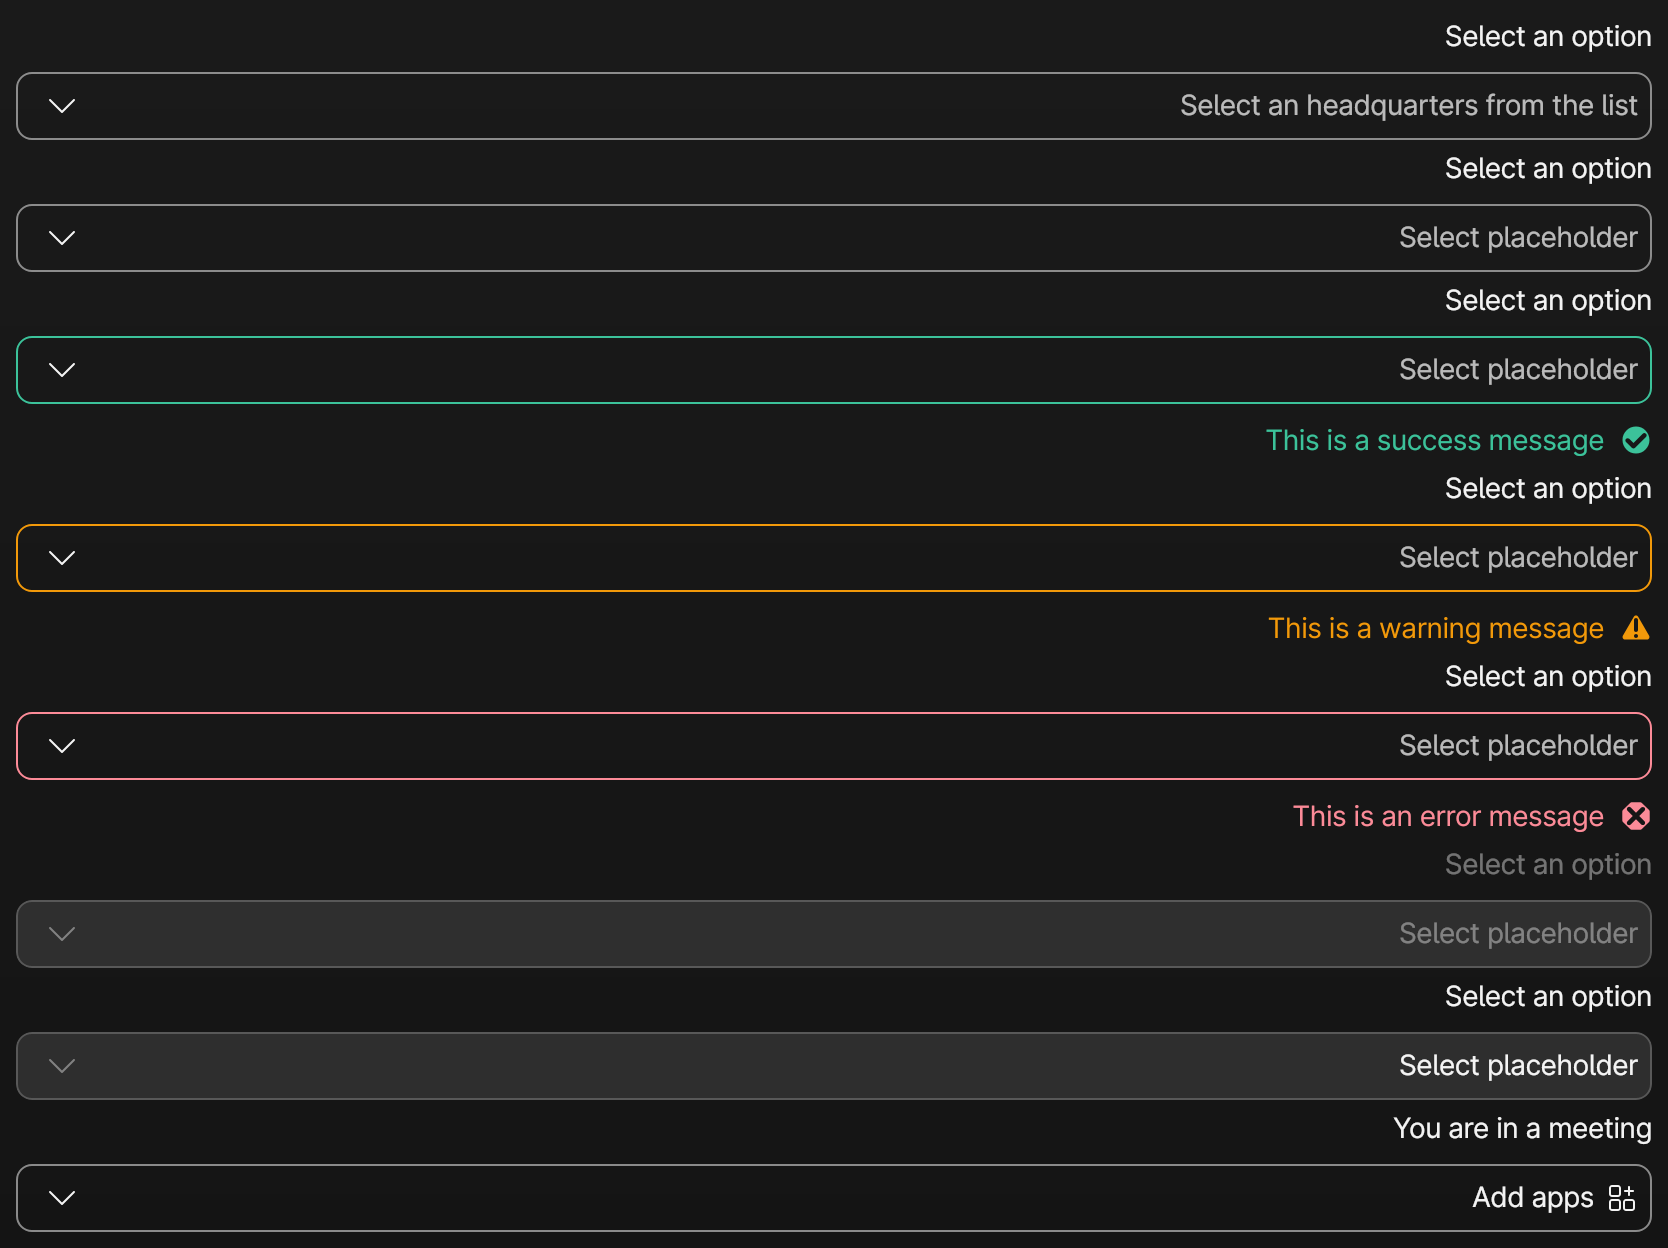 Select an option
Select an headquarters from the list
Select an option
Select placeholder
Select an option
Select placeholder
This is a success message
Select an option
Select placeholder
This is a warning message
Select an option
Select placeholder
This is an error message
Select an option
Select placeholder
Select an option
Select placeholder
You are in a meeting
Add apps